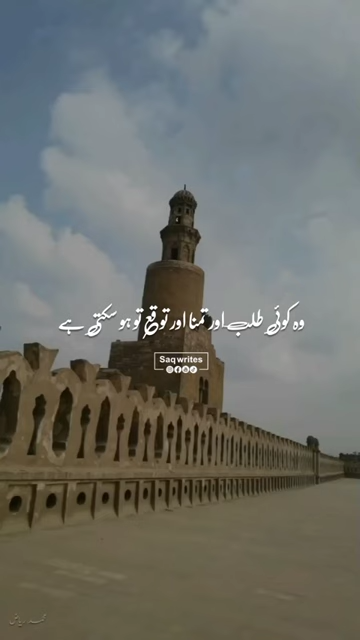 وہ کوئی طلب اور تمنا اور توقع تو ہو سکتی ہے
Saqwrites